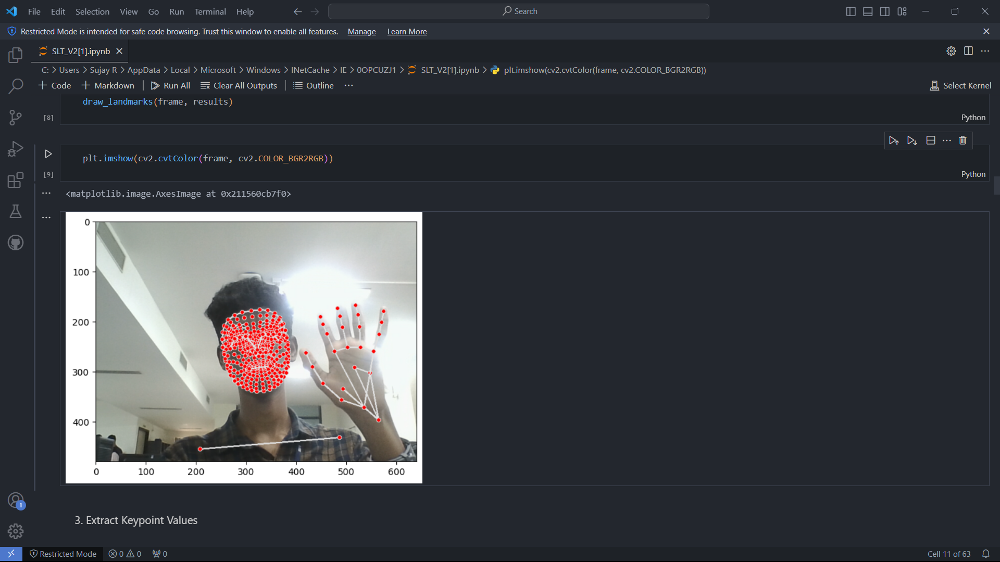 File Edit Selection View Go Run Terminal Help Search
Restricted Mode is intended for safe code browsing. Trust this window to enable all features. Manage Learn More
SLT_V2[1].ipynb
C: > Users > Sujay R > AppData > Local > Microsoft > Windows > INetCache > IE > 0OPCUZJ1 > SLT_V2[1].ipynb > plt.imshow(cv2.cvtColor(frame, cv2.COLOR_BGR2RGB))
+ Code + Markdown Run All Clear All Outputs Outline ... Select Kernel
draw_landmarks(frame, results)
[8] Python
plt.imshow(cv2.cvtColor(frame, cv2.COLOR_BGR2RGB))
[9] Python
<matplotlib.image.AxesImage at 0x211560cb7f0>
0
100
200
300
400
0 100 200 300 400 500 600
1
3. Extract Keypoint Values
Restricted Mode 0 0 0 Cell 11 of 63